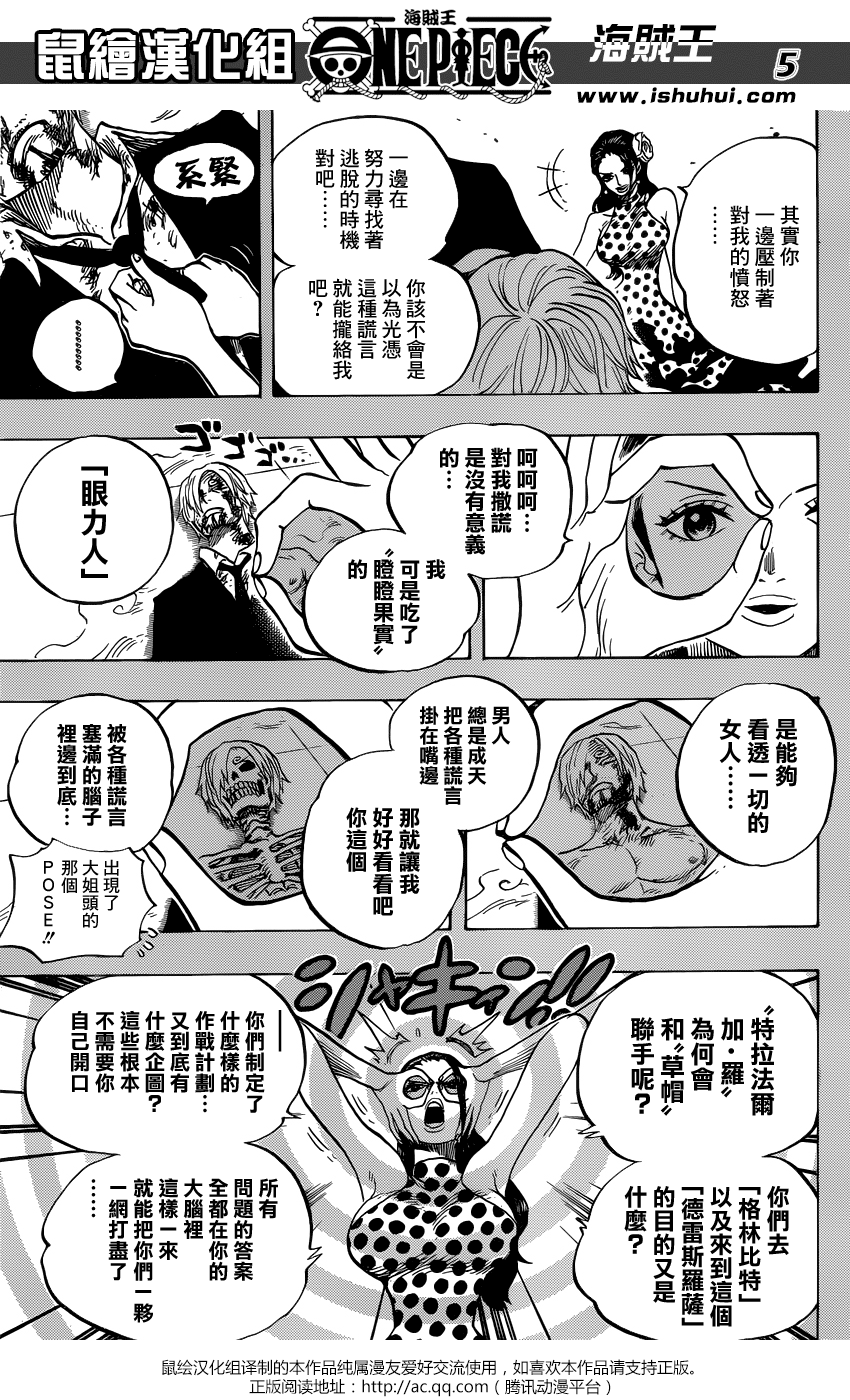 鼠繪漢化組
海賊王
ONE PIECE
海賊王
5
www.ishuhui.com
其實你
一邊壓制著
對我的憤怒
……
一邊在
努力尋找著
逃脫的時機
對吧……
你該不會是
以為光憑
這種謊言
就能攏絡我
吧？
系緊
………
呵呵呵…
對我撒謊
是沒有意義
的…
我
可是吃了
〝瞪瞪果實〞
的
ゴゴゴゴ
「眼力人」
是能夠
看透一切的
女人……
男人
總是成天
把各種謊言
掛在嘴邊
那就讓我
好好看看吧
你這個
被各種謊言
塞滿的腦子
裡邊到底…
出現了
大姐頭的
那個
POSE!!
シャキィン!!!
〝特拉法爾
加·羅〞
為何會
和〝草帽〞
聯手呢？
你們去
「格林比特」
以及來到這個
「德雷斯羅薩」
的目的又是
什麼？
——
你們制定了
什麼樣的
作戰計劃…
又到底有
什麼企圖？
這些根本
不需要你
自己開口
所有
問題的答案
全都在你的
大腦裡
這樣一來
就能把你們一夥
一網打盡了
……
鼠绘汉化组译制的本作品纯属漫友爱好交流使用，如喜欢本作品请支持正版。
正版阅读地址：http://ac.qq.com（腾讯动漫平台）